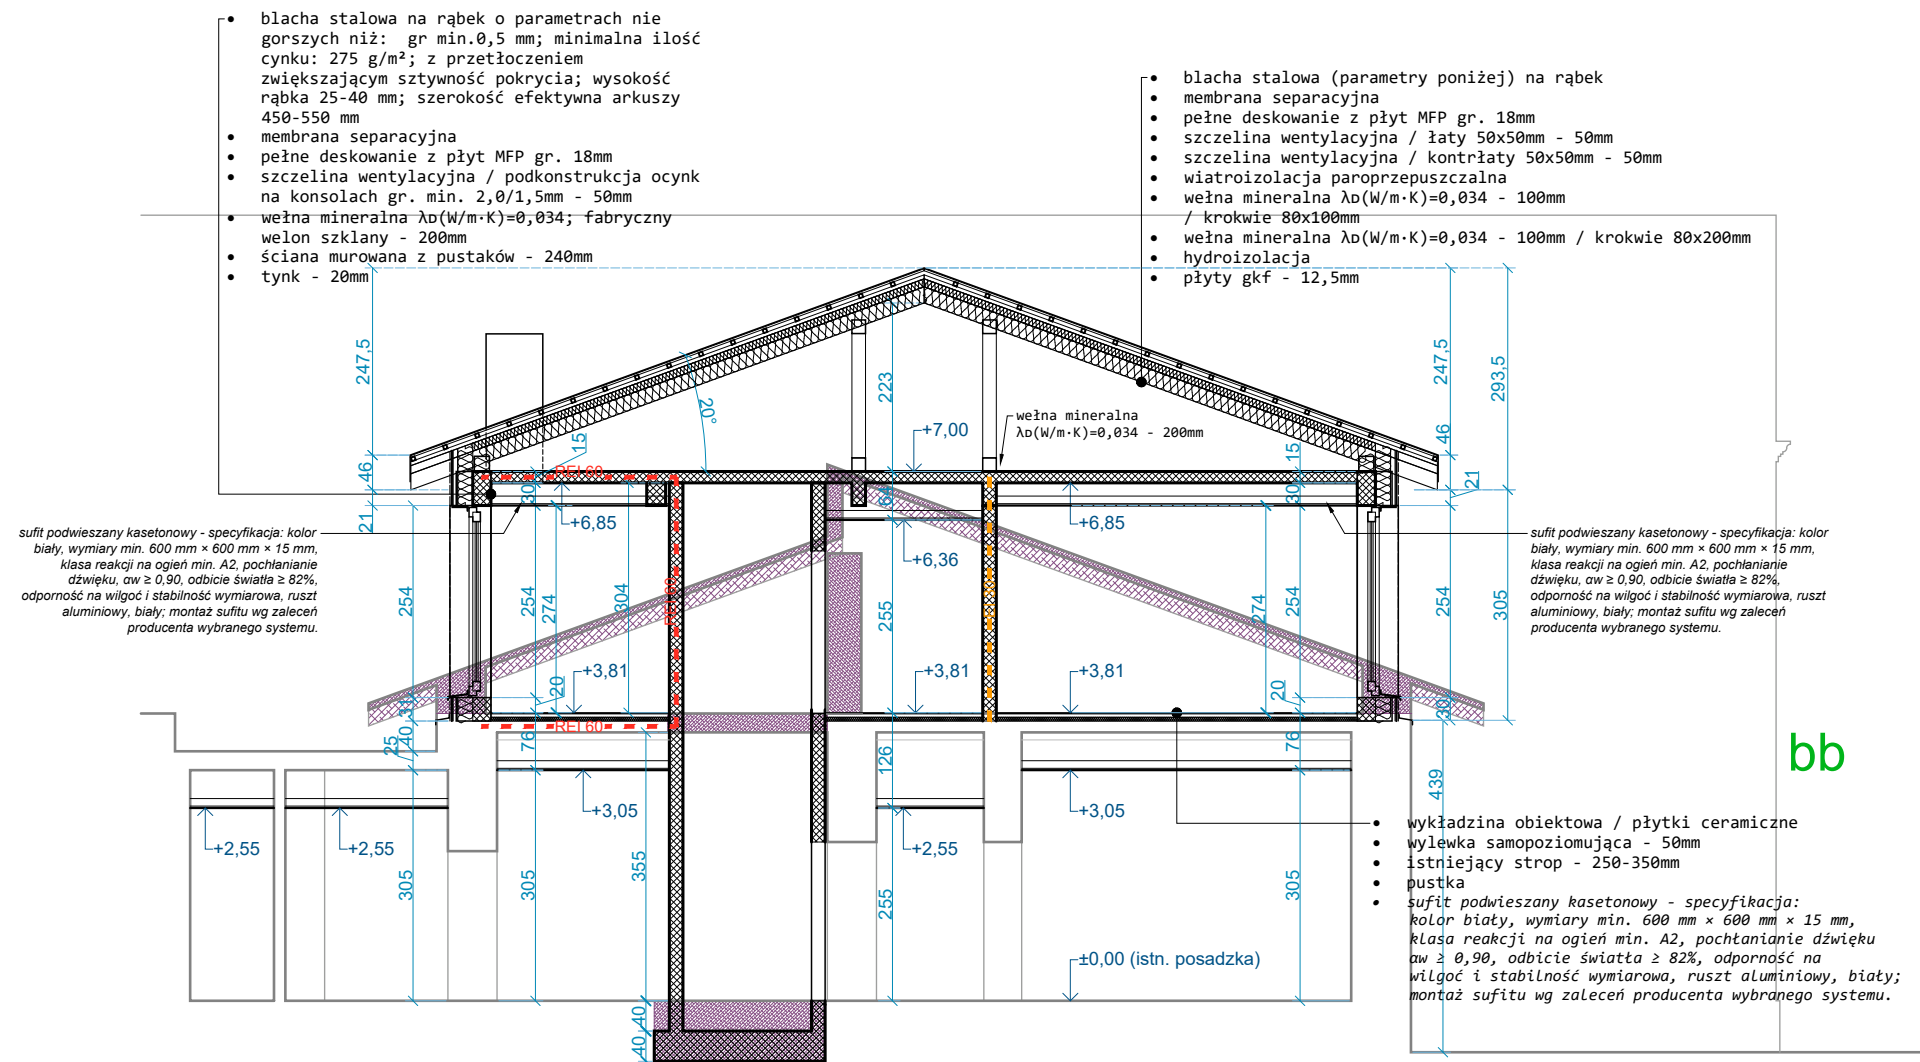 • blacha stalowa na rąbek o parametrach nie
gorszych niż: gr min.0,5 mm; minimalna ilość
cynku: 275 g/m²; z przetłoczeniem
zwiększającym sztywność pokrycia; wysokość
rąbka 25-40 mm; szerokość efektywna arkuszy
450-550 mm
• membrana separacyjna
• pełne deskowanie z płyt MFP gr. 18mm
• szczelina wentylacyjna / podkonstrukcja ocynk
na konsolach gr. min. 2,0/1,5mm - 50mm
• wełna mineralna λD(W/m·K)=0,034; fabryczny
welon szklany - 200mm
• ściana murowana z pustaków - 240mm
• tynk - 20mm
• blacha stalowa (parametry poniżej) na rąbek
• membrana separacyjna
• pełne deskowanie z płyt MFP gr. 18mm
• szczelina wentylacyjna / łaty 50x50mm - 50mm
• szczelina wentylacyjna / kontrłaty 50x50mm - 50mm
• wiatroizolacja paroprzepuszczalna
• wełna mineralna λD(W/m·K)=0,034 - 100mm
/ krokwie 80x100mm
• wełna mineralna λD(W/m·K)=0,034 - 100mm / krokwie 80x200mm
• hydroizolacja
• płyty gkf - 12,5mm
247,5
46
21
20°
15
223
+7,00
wełna mineralna
λD(W/m·K)=0,034 - 200mm
247,5
293,5
46
15
21
REI 60
30
+6,85
+6,36
+6,85
30
sufit podwieszany kasetonowy - specyfikacja: kolor
biały, wymiary min. 600 mm × 600 mm × 15 mm,
klasa reakcji na ogień min. A2, pochłanianie
dźwięku, αw ≥ 0,90, odbicie światła ≥ 82%,
odporność na wilgoć i stabilność wymiarowa, ruszt
aluminiowy, biały; montaż sufitu wg zaleceń
producenta wybranego systemu.
254
254
274
304
REI 60
255
274
254
254
305
sufit podwieszany kasetonowy - specyfikacja: kolor
biały, wymiary min. 600 mm × 600 mm × 15 mm,
klasa reakcji na ogień min. A2, pochłanianie
dźwięku, αw ≥ 0,90, odbicie światła ≥ 82%,
odporność na wilgoć i stabilność wymiarowa, ruszt
aluminiowy, biały; montaż sufitu wg zaleceń
producenta wybranego systemu.
+3,81
+3,81
+3,81
20
20
31
30
REI 60
40
25
76
126
76
439
bb
+3,05
+3,05
+2,55
+2,55
+2,55
305
305
355
255
305
• wykładzina obiektowa / płytki ceramiczne
• wylewka samopoziomująca - 50mm
• istniejący strop - 250-350mm
• pustka
• sufit podwieszany kasetonowy - specyfikacja:
kolor biały, wymiary min. 600 mm × 600 mm × 15 mm,
klasa reakcji na ogień min. A2, pochłanianie dźwięku
αw ≥ 0,90, odbicie światła ≥ 82%, odporność na
wilgoć i stabilność wymiarowa, ruszt aluminiowy, biały;
montaż sufitu wg zaleceń producenta wybranego systemu.
±0,00 (istn. posadzka)
40
40